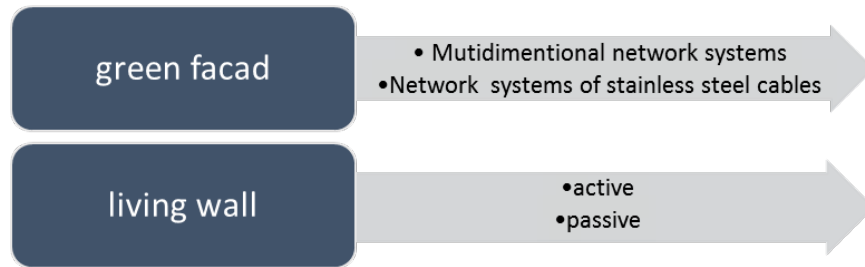 green facad
• Mutidimentional network systems
•Network systems of stainless steel cables
living wall
•active
•passive